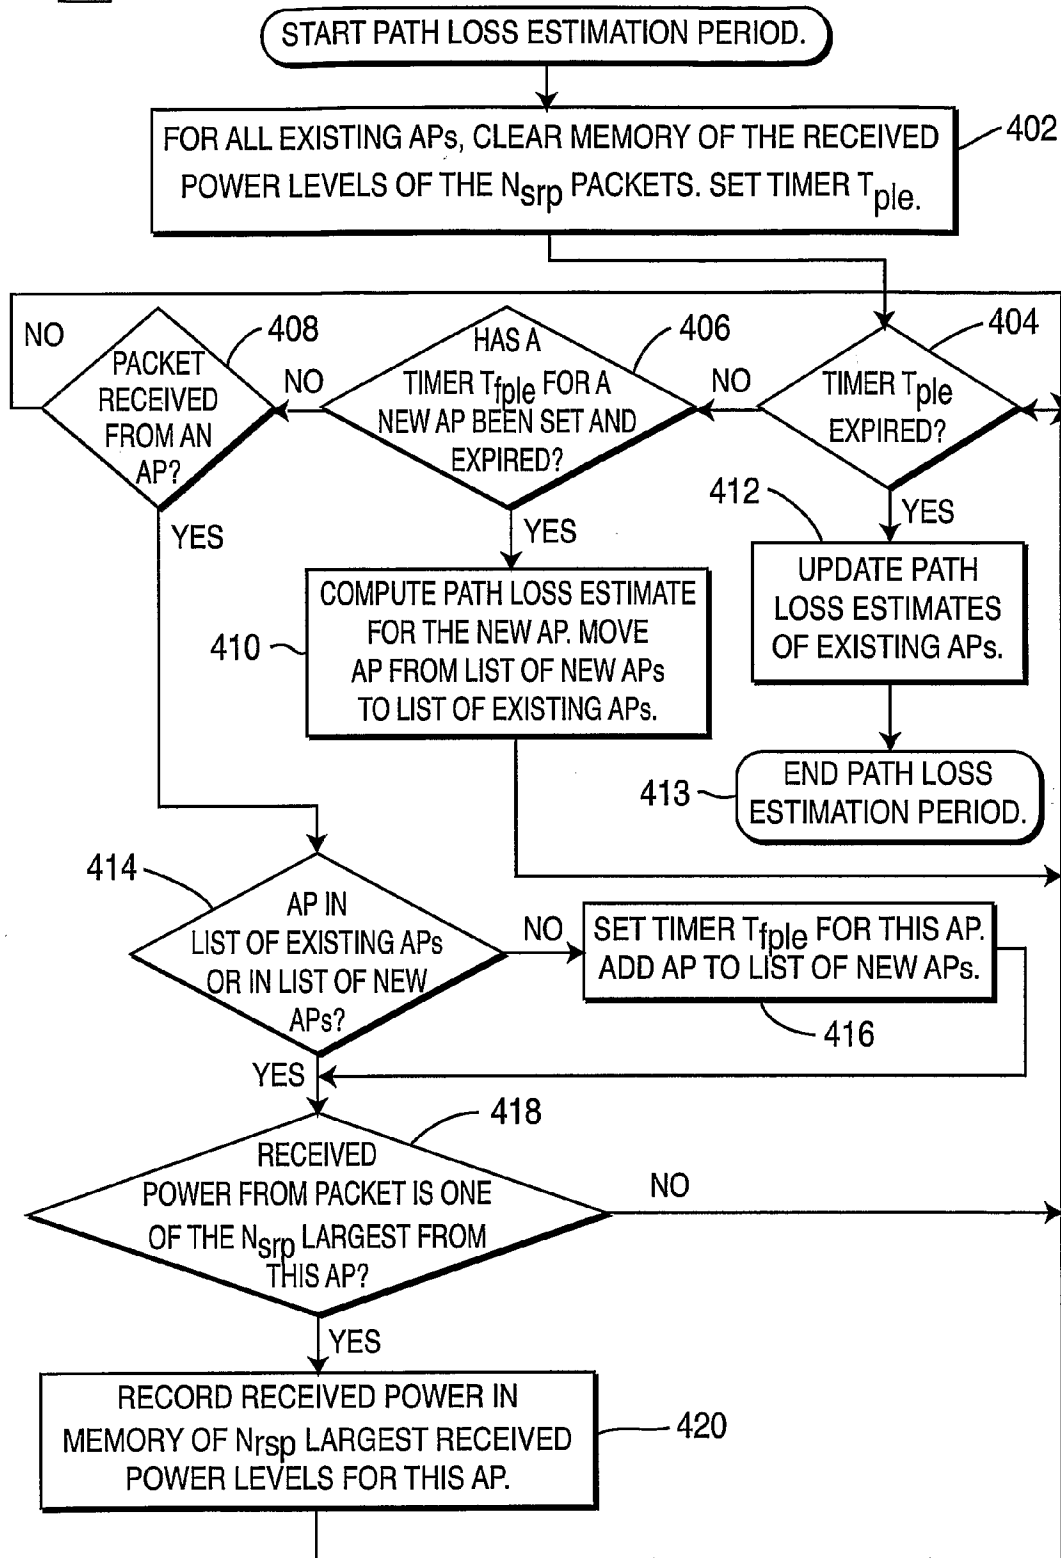 START PATH LOSS ESTIMATION PERIOD.
FOR ALL EXISTING APs, CLEAR MEMORY OF THE RECEIVED
POWER LEVELS OF THE Nsrp PACKETS. SET TIMER Tple.
402
NO
PACKET
RECEIVED
FROM AN
AP?
408
YES
NO
HAS A
TIMER Tfple FOR A
NEW AP BEEN SET AND
EXPIRED?
406
YES
NO
TIMER Tple
EXPIRED?
404
YES
412
UPDATE PATH
LOSS ESTIMATES
OF EXISTING APs.
COMPUTE PATH LOSS ESTIMATE
FOR THE NEW AP. MOVE
AP FROM LIST OF NEW APs
TO LIST OF EXISTING APs.
410
END PATH LOSS
ESTIMATION PERIOD.
413
414
AP IN
LIST OF EXISTING APs
OR IN LIST OF NEW
APs?
NO
SET TIMER Tfple FOR THIS AP.
ADD AP TO LIST OF NEW APs.
416
YES
418
RECEIVED
POWER FROM PACKET IS ONE
OF THE Nsrp LARGEST FROM
THIS AP?
NO
YES
RECORD RECEIVED POWER IN
MEMORY OF Nrsp LARGEST RECEIVED
POWER LEVELS FOR THIS AP.
420